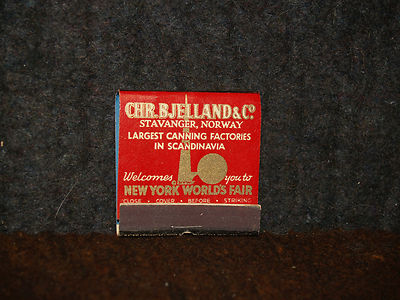 CHR. BJELLAND & CO.
STAVANGER, NORWAY
LARGEST CANNING FACTORIES
IN SCANDINAVIA
Welcomes you to
NEW YORK WORLD'S FAIR
CLOSE • COVER • BEFORE • STRIKING